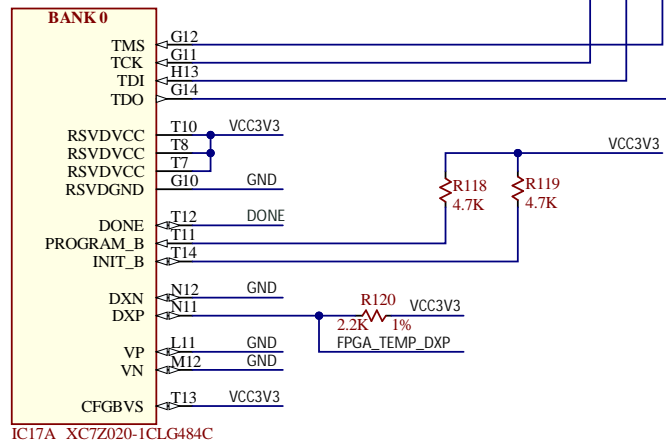 BANK 0
TMS G12
TCK G11
TDI H13
TDO G14
RSVDVCC T10 VCC3V3
RSVDVCC T8
RSVDVCC T7
RSVDGND G10 GND
VCC3V3
R118 R119
4.7K 4.7K
DONE T12 DONE
PROGRAM_B T11
INIT_B T14
DXN N12 GND
DXP N11 R120 VCC3V3
2.2K 1%
FPGA_TEMP_DXP
VP L11 GND
VN M12 GND
CFGBVS T13 VCC3V3
IC17A XC7Z020-1CLG484C